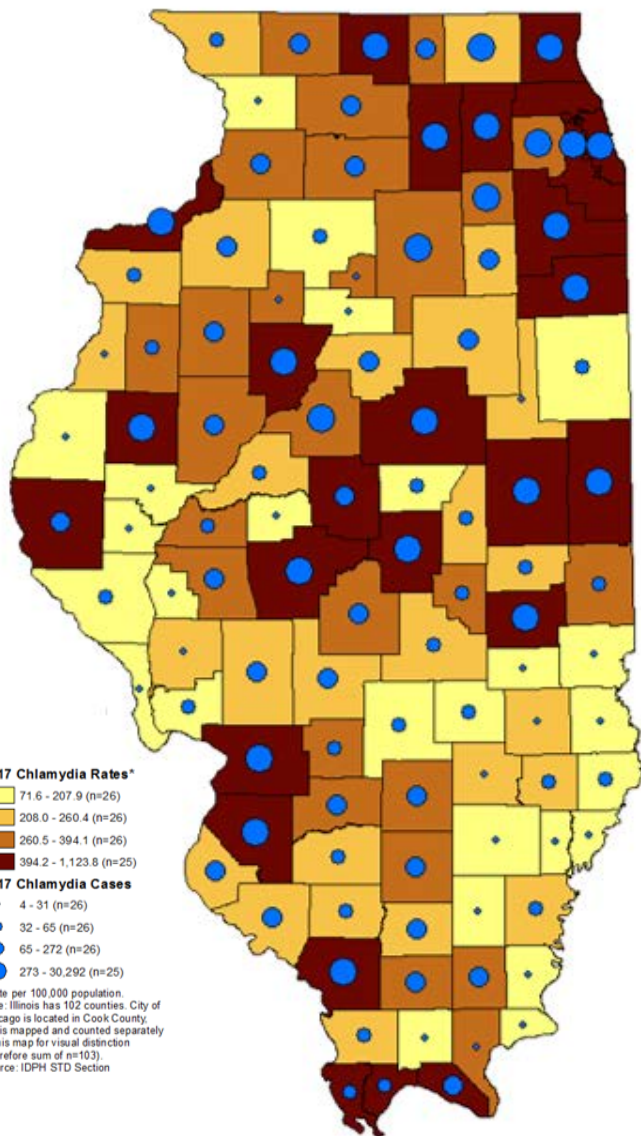 17 Chlamydia Rates*
71.6 - 207.9 (n=26)
208.0 - 260.4 (n=26)
260.5 - 394.1 (n=26)
394.2 - 1,123.8 (n=25)
17 Chlamydia Cases
4 - 31 (n=26)
32 - 65 (n=26)
65 - 272 (n=26)
273 - 30,292 (n=25)
te per 100,000 population.
e: Illinois has 102 counties. City of
cago is located in Cook County,
is mapped and counted separately
his map for visual distinction
refore sum of n=103).
rce: IDPH STD Section